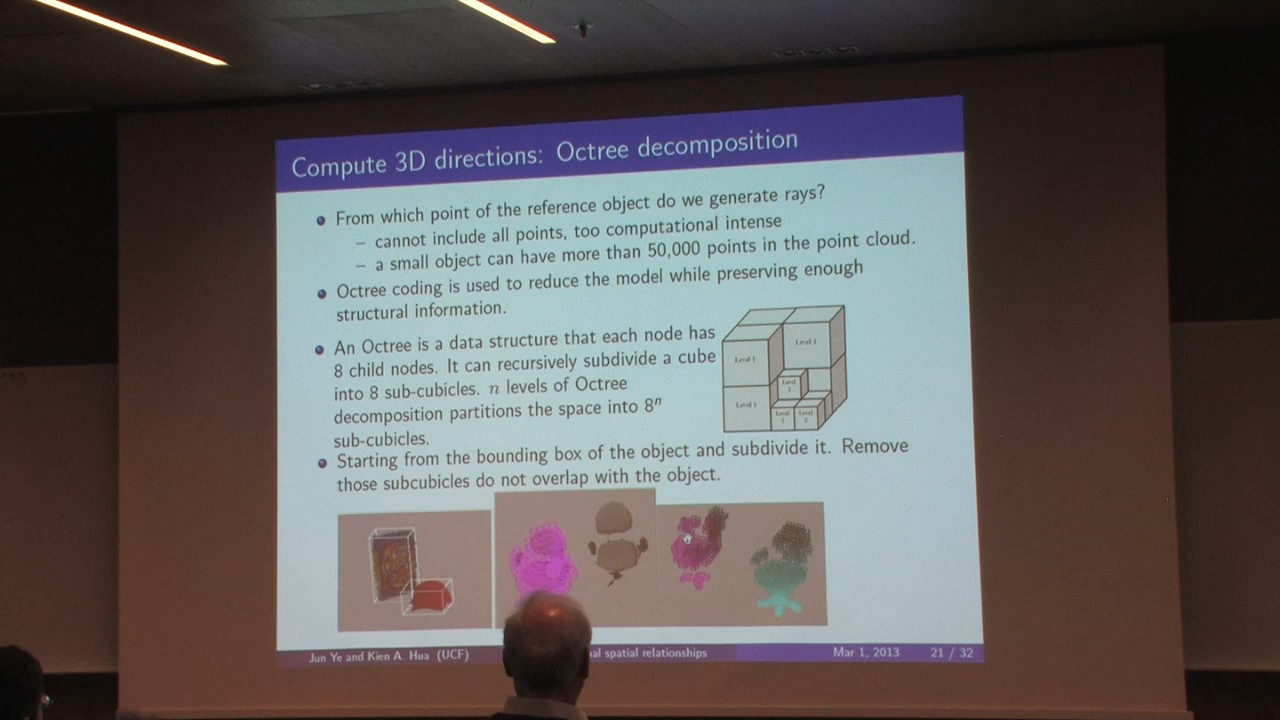 Compute 3D directions: Octree decomposition
From which point of the reference object do we generate rays?
– cannot include all points, too computational intense
– a small object can have more than 50,000 points in the point cloud.
Octree coding is used to reduce the model while preserving enough
structural information.
An Octree is a data structure that each node has
8 child nodes. It can recursively subdivide a cube
into 8 sub-cubicles. n levels of Octree
decomposition partitions the space into 8ⁿ
sub-cubicles.
Level 1
Level 1
Level 1
Level 2
Level 2
Level 2
Starting from the bounding box of the object and subdivide it. Remove
those subcubicles do not overlap with the object.
Jun Ye and Kien A. Hua (UCF)
spatial relationships
Mar 1, 2013
21 / 32